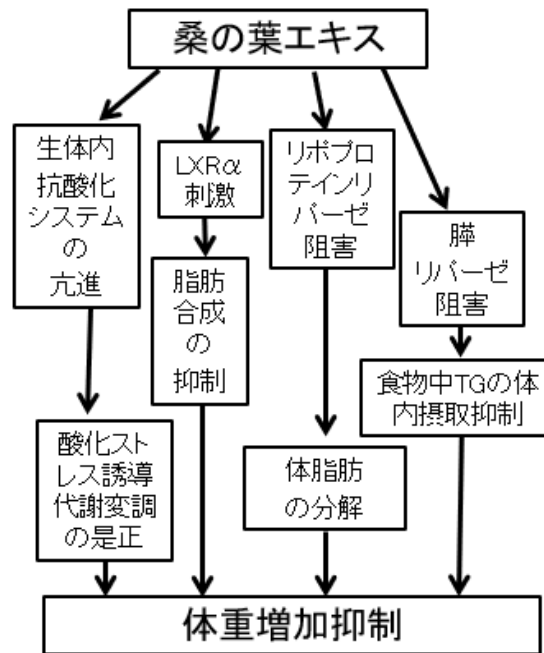 桑の葉エキス
生体内
抗酸化
システム
の
亢進
LXRα
刺激
リポプロ
テインリ
パーゼ
阻害
膵
リパーゼ
阻害
脂肪
合成
の
抑制
食物中TGの体
内摂取抑制
酸化スト
レス誘導
代謝変調
の是正
体脂肪
の分解
体重増加抑制